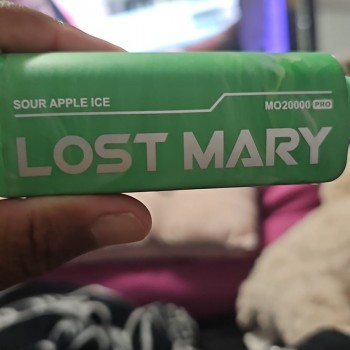 SOUR APPLE ICE
MO20000 PRO
LOST MARY